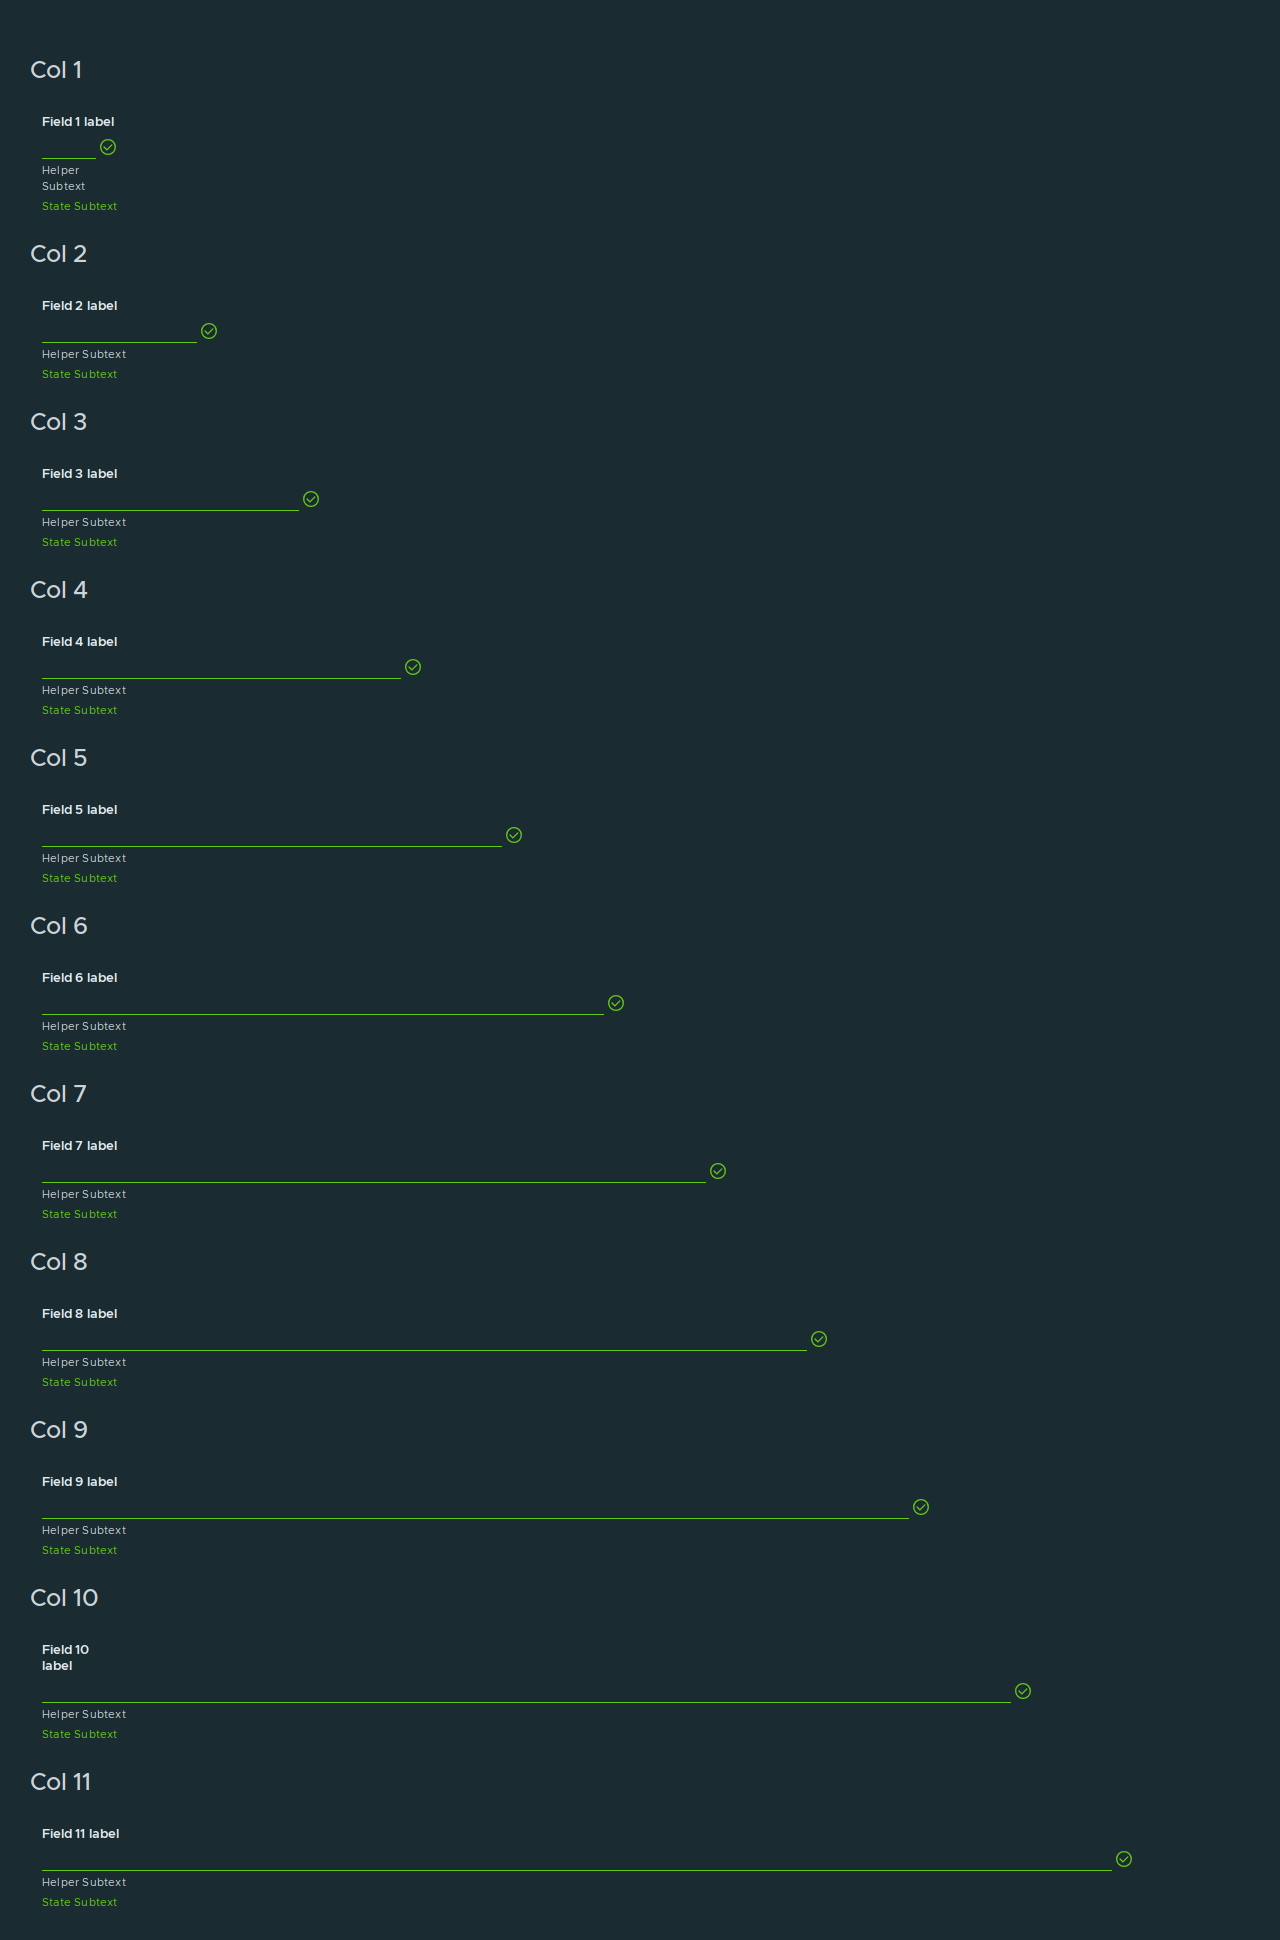 Col 1
Field 1 label
Helper
Subtext
State Subtext
Col 2
Field 2 label
Helper Subtext
State Subtext
Col 3
Field 3 label
Helper Subtext
State Subtext
Col 4
Field 4 label
Helper Subtext
State Subtext
Col 5
Field 5 label
Helper Subtext
State Subtext
Col 6
Field 6 label
Helper Subtext
State Subtext
Col 7
Field 7 label
Helper Subtext
State Subtext
Col 8
Field 8 label
Helper Subtext
State Subtext
Col 9
Field 9 label
Helper Subtext
State Subtext
Col 10
Field 10
label
Helper Subtext
State Subtext
Col 11
Field 11 label
Helper Subtext
State Subtext